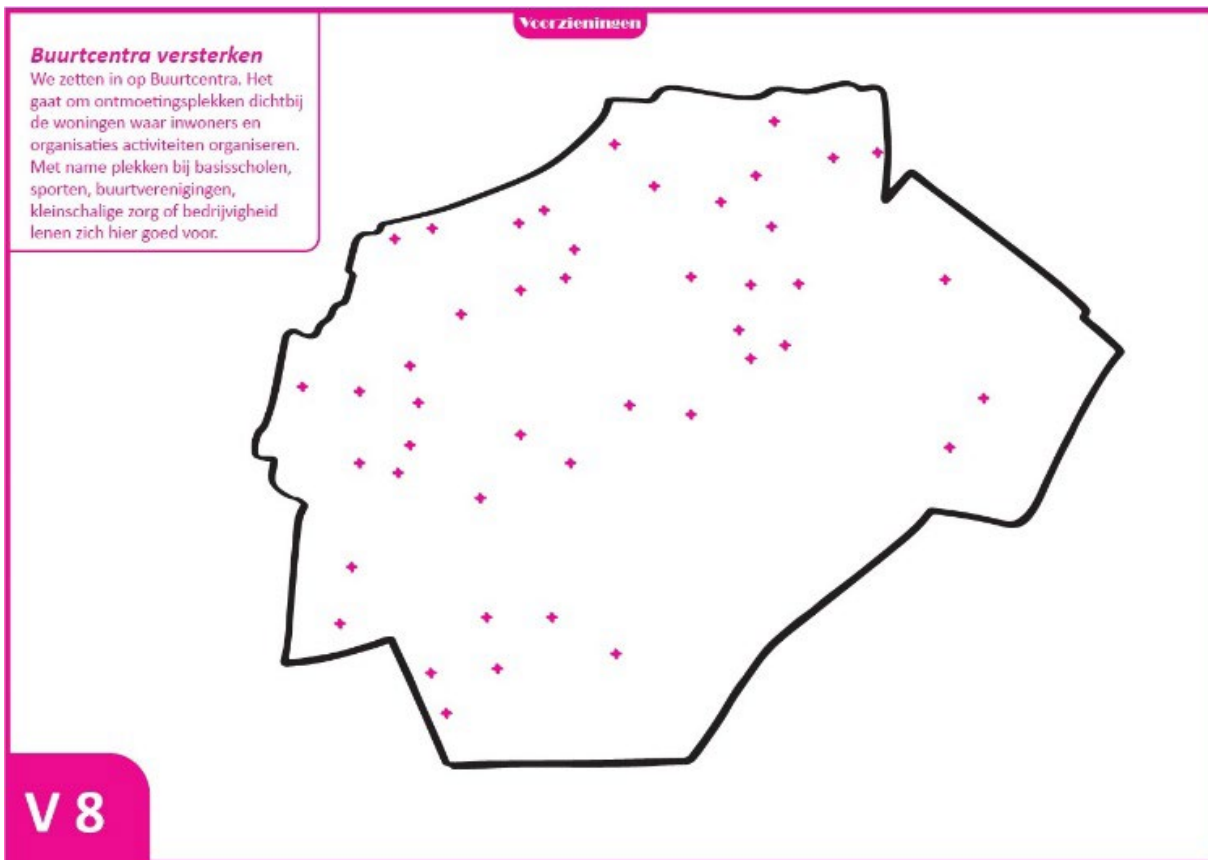 Voorzieningen
Buurtcentra versterken
We zetten in op Buurtcentra. Het
gaat om ontmoetingsplekken dichtbij
de woningen waar inwoners en
organisaties activiteiten organiseren.
Met name plekken bij basisscholen,
sporten, buurtverenigingen,
kleinschalige zorg of bedrijvigheid
lenen zich hier goed voor.
V 8